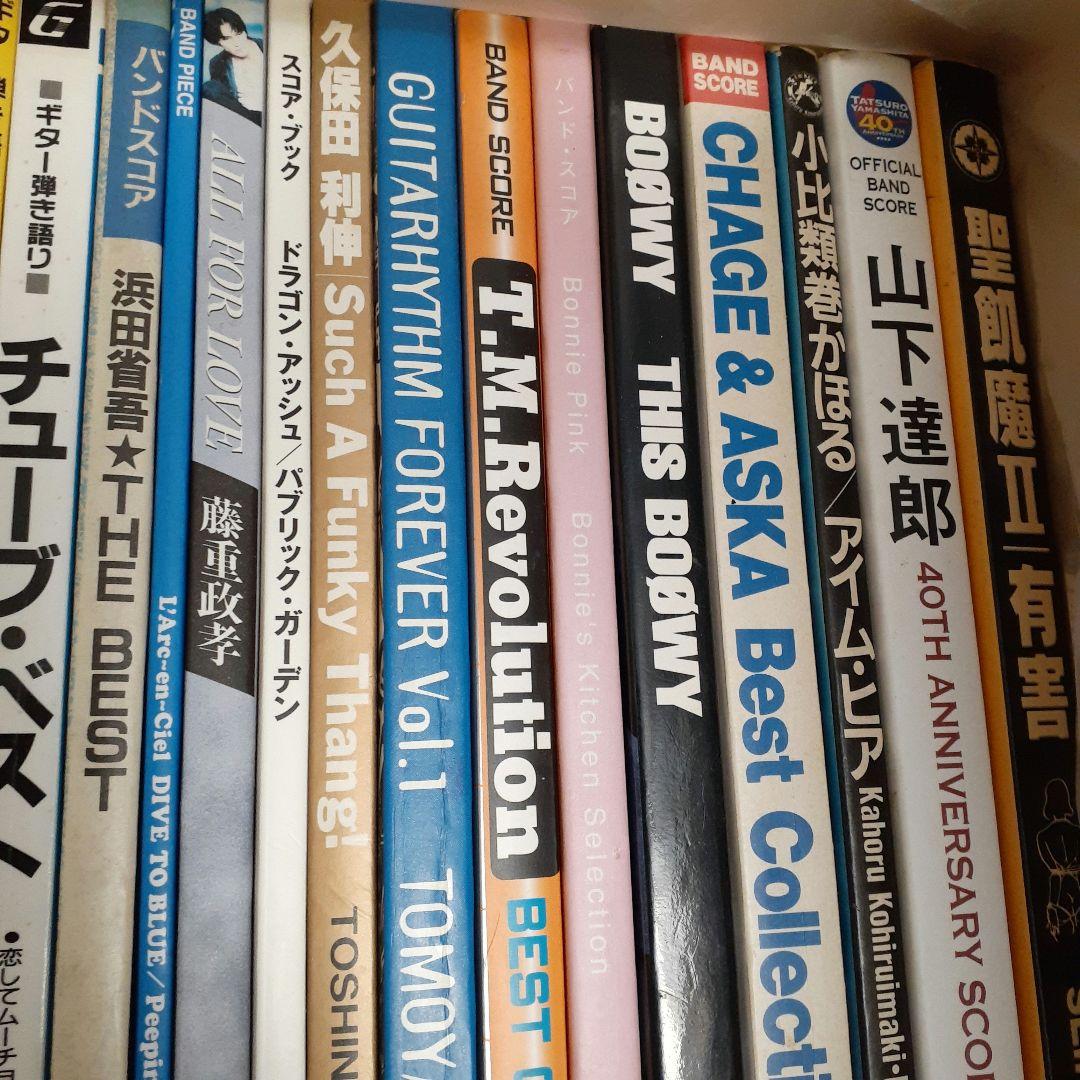 G
■ギター弾き語り■
チューブ・ベスト
・恋してムーチョ
バンドスコア
浜田省吾★THE BEST
BAND PIECE
L'Arc~en~Ciel DIVE TO BLUE / Peepin
ALL FOR LOVE
藤重政孝
スコア・ブック
ドラゴン・アッシュ/パブリック・ガーデン
久保田 利伸
Such A Funky Thang!
TOSHIN
GUITARHYTHM FOREVER Vol.1
TOMOY
BAND SCORE
T.M.Revolution
BEST
バンド・スコア
Bonnie Pink
Bonnie's Kitchen Selection
BOØWY
THIS BOØWY
BAND
SCORE
CHAGE & ASKA Best Collecti
小比類巻かほる/アイム・ヒア
Kahoru Kohiruimaki
TATSURO
YAMASHITA
40TH
ANNIVERSARY
OFFICIAL
BAND
SCORE
山下達郎
40TH ANNIVERSARY SCO
聖飢魔II
有害